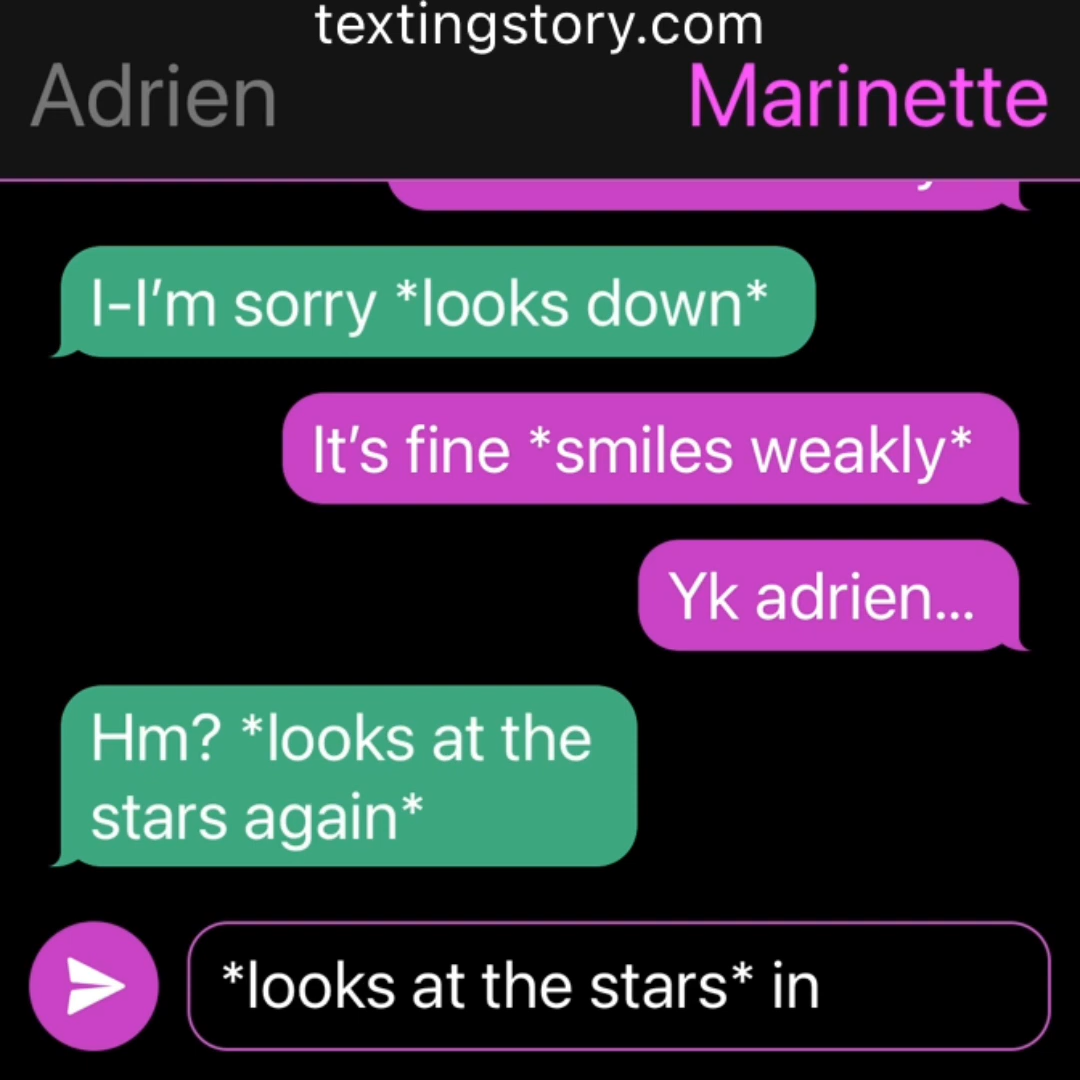 textingstory.com
Adrien
Marinette
I-I’m sorry *looks down*
It’s fine *smiles weakly*
Yk adrien...
Hm? *looks at the
stars again*
*looks at the stars* in